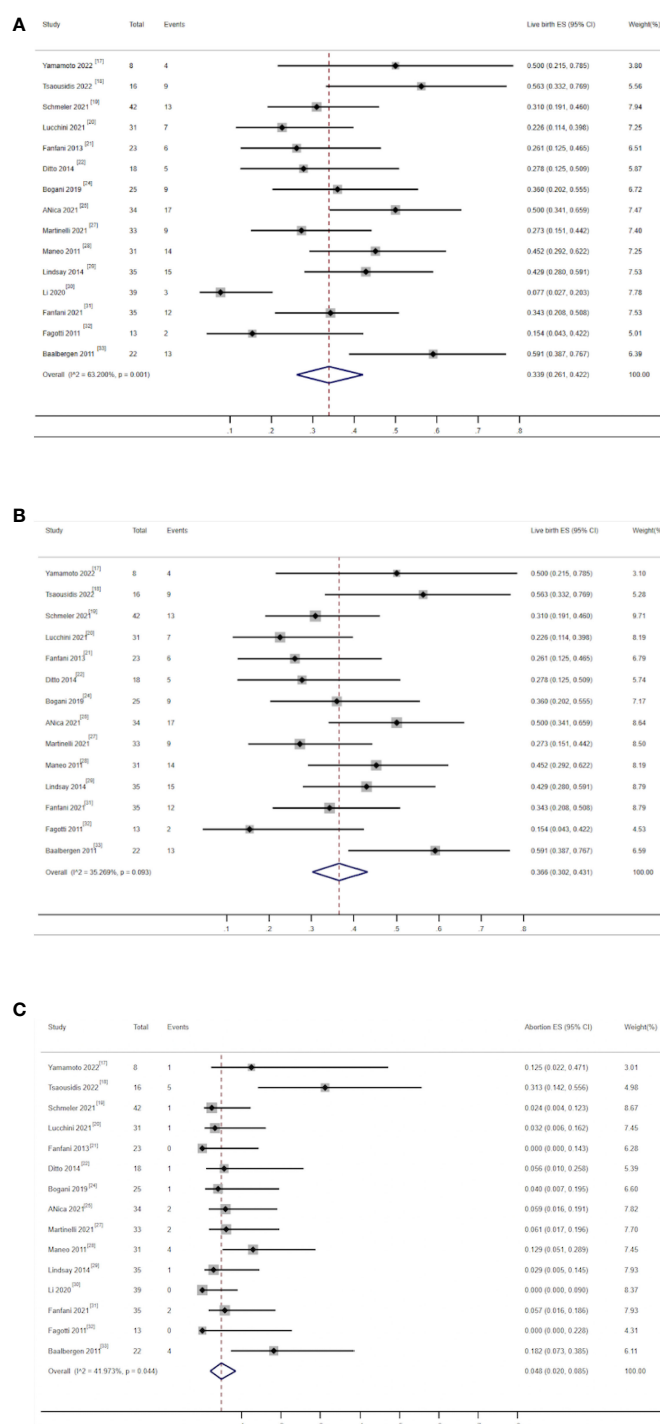 A
Study Total Events Live birth ES (95% CI) Weight(%)
Yamamoto 2022 [17] 8 4 0.500 (0.215, 0.785) 3.80
Tsaousidis 2022 [18] 16 9 0.563 (0.332, 0.769) 5.56
Schmeler 2021 [19] 42 13 0.310 (0.191, 0.460) 7.94
Lucchini 2021 [20] 31 7 0.226 (0.114, 0.398) 7.25
Fanfani 2013 [21] 23 6 0.261 (0.125, 0.465) 6.51
Ditto 2014 [22] 18 5 0.278 (0.125, 0.509) 5.87
Bogani 2019 [24] 25 9 0.360 (0.202, 0.555) 6.72
ANica 2021 [25] 34 17 0.500 (0.341, 0.659) 7.47
Martinelli 2021 [27] 33 9 0.273 (0.151, 0.442) 7.40
Maneo 2011 [28] 31 14 0.452 (0.292, 0.622) 7.25
Lindsay 2014 [29] 35 15 0.429 (0.280, 0.591) 7.53
Li 2020 [30] 39 3 0.077 (0.027, 0.203) 7.78
Fanfani 2021 [31] 35 12 0.343 (0.208, 0.508) 7.53
Fagotti 2011 [32] 13 2 0.154 (0.043, 0.422) 5.01
Baalbergen 2011 [33] 22 13 0.591 (0.387, 0.767) 6.39
Overall (I^2 = 63.200%, p = 0.001) 0.339 (0.261, 0.422) 100.00
.1 .2 .3 .4 .5 .6 .7 .8
B
Study Total Events Live birth ES (95% CI) Weight(%)
Yamamoto 2022 [17] 8 4 0.500 (0.215, 0.785) 3.10
Tsaousidis 2022 [18] 16 9 0.563 (0.332, 0.769) 5.28
Schmeler 2021 [19] 42 13 0.310 (0.191, 0.460) 9.71
Lucchini 2021 [20] 31 7 0.226 (0.114, 0.398) 8.19
Fanfani 2013 [21] 23 6 0.261 (0.125, 0.465) 6.79
Ditto 2014 [22] 18 5 0.278 (0.125, 0.509) 5.74
Bogani 2019 [24] 25 9 0.360 (0.202, 0.555) 7.17
ANica 2021 [25] 34 17 0.500 (0.341, 0.659) 8.64
Martinelli 2021 [27] 33 9 0.273 (0.151, 0.442) 8.50
Maneo 2011 [28] 31 14 0.452 (0.292, 0.622) 8.19
Lindsay 2014 [29] 35 15 0.429 (0.280, 0.591) 8.79
Fanfani 2021 [31] 35 12 0.343 (0.208, 0.508) 8.79
Fagotti 2011 [32] 13 2 0.154 (0.043, 0.422) 4.53
Baalbergen 2011 [33] 22 13 0.591 (0.387, 0.767) 6.59
Overall (I^2 = 35.269%, p = 0.093) 0.366 (0.302, 0.431) 100.00
.1 .2 .3 .4 .5 .6 .7 .8
C
Study Total Events Abortion ES (95% CI) Weight(%)
Yamamoto 2022 [17] 8 1 0.125 (0.022, 0.471) 3.01
Tsaousidis 2022 [18] 16 5 0.313 (0.142, 0.556) 4.98
Schmeler 2021 [19] 42 1 0.024 (0.004, 0.123) 8.67
Lucchini 2021 [20] 31 1 0.032 (0.006, 0.162) 7.45
Fanfani 2013 [21] 23 0 0.000 (0.000, 0.143) 6.28
Ditto 2014 [22] 18 1 0.056 (0.010, 0.258) 5.39
Bogani 2019 [24] 25 1 0.040 (0.007, 0.195) 6.60
ANica 2021 [25] 34 2 0.059 (0.016, 0.191) 7.82
Martinelli 2021 [27] 33 2 0.061 (0.017, 0.196) 7.70
Maneo 2011 [28] 31 4 0.129 (0.051, 0.289) 7.45
Lindsay 2014 [29] 35 1 0.029 (0.005, 0.145) 7.93
Li 2020 [30] 39 0 0.000 (0.000, 0.090) 8.37
Fanfani 2021 [31] 35 2 0.057 (0.016, 0.186) 7.93
Fagotti 2011 [32] 13 0 0.000 (0.000, 0.228) 4.31
Baalbergen 2011 [33] 22 4 0.182 (0.073, 0.385) 6.11
Overall (I^2 = 41.973%, p = 0.044) 0.048 (0.020, 0.085) 100.00